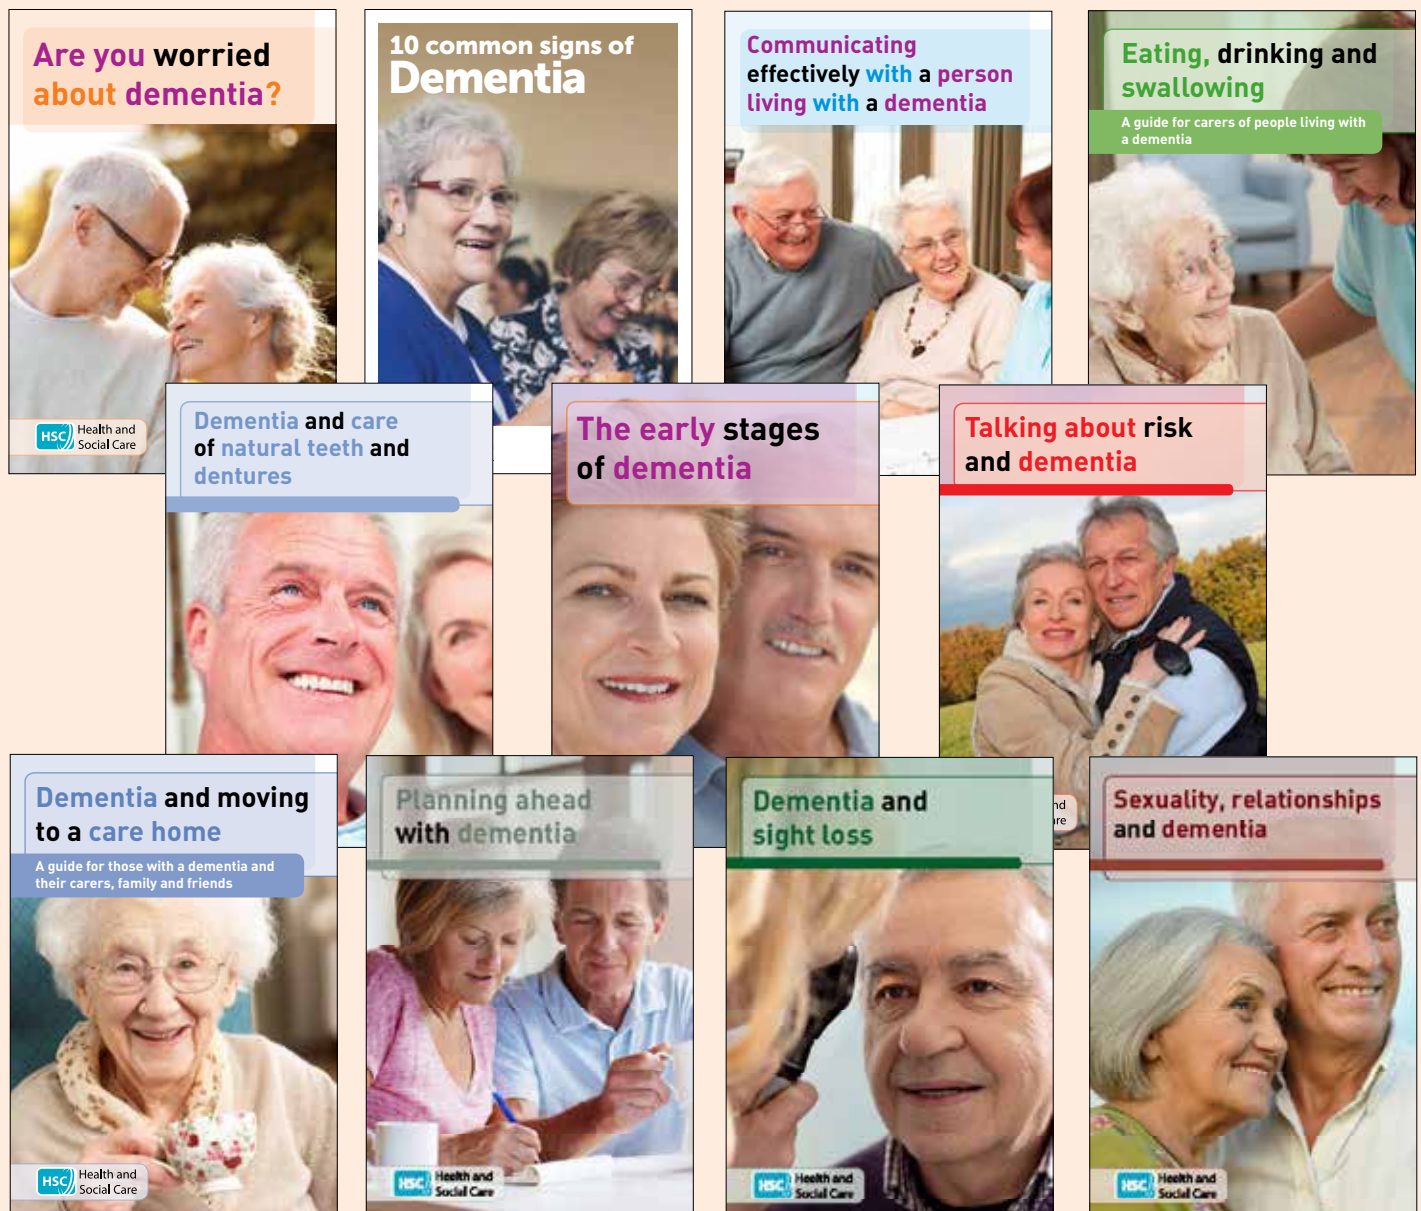 Are you worried
about dementia?
HSC Health and
Social Care
10 common signs of
Dementia
Communicating
effectively with a person
living with a dementia
Eating, drinking and
swallowing
A guide for carers of people living with
a dementia
Dementia and care
of natural teeth and
dentures
The early stages
of dementia
Talking about risk
and dementia
Dementia and moving
to a care home
A guide for those with a dementia and
their carers, family and friends
HSC Health and
Social Care
Planning ahead
with dementia
HSC Health and
Social Care
Dementia and
sight loss
HSC Health and
Social Care
Sexuality, relationships
and dementia
HSC Health and
Social Care